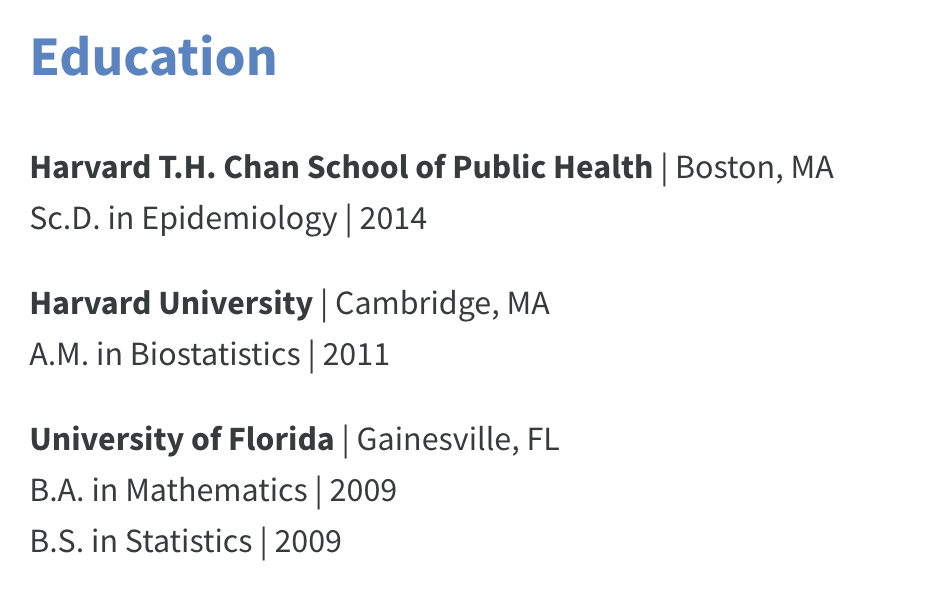 Education
Harvard T.H. Chan School of Public Health | Boston, MA
Sc.D. in Epidemiology | 2014
Harvard University | Cambridge, MA
A.M. in Biostatistics | 2011
University of Florida | Gainesville, FL
B.A. in Mathematics | 2009
B.S. in Statistics | 2009